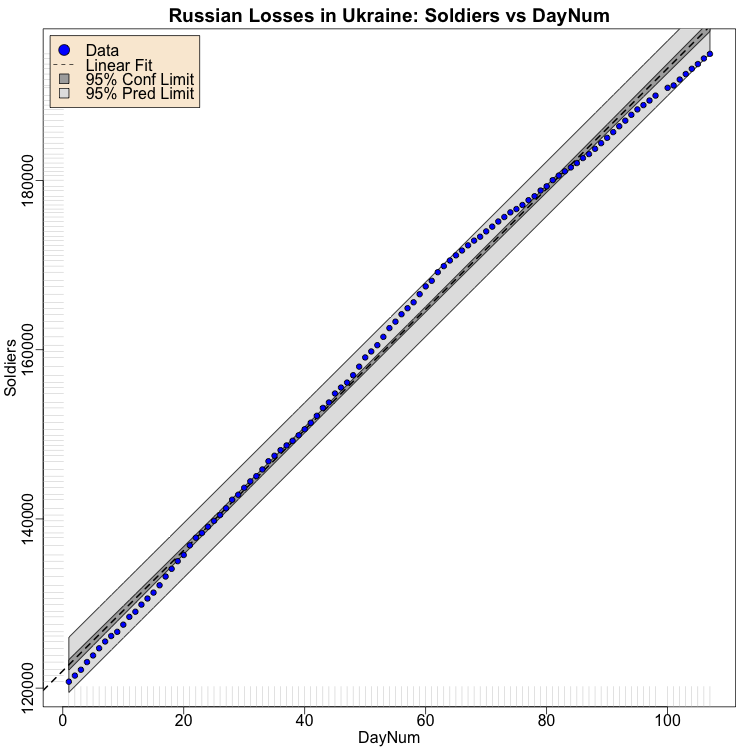 Russian Losses in Ukraine: Soldiers vs DayNum
Data
Linear Fit
95% Conf Limit
95% Pred Limit
Soldiers
180000
160000
140000
120000
0 20 40 60 80 100
DayNum